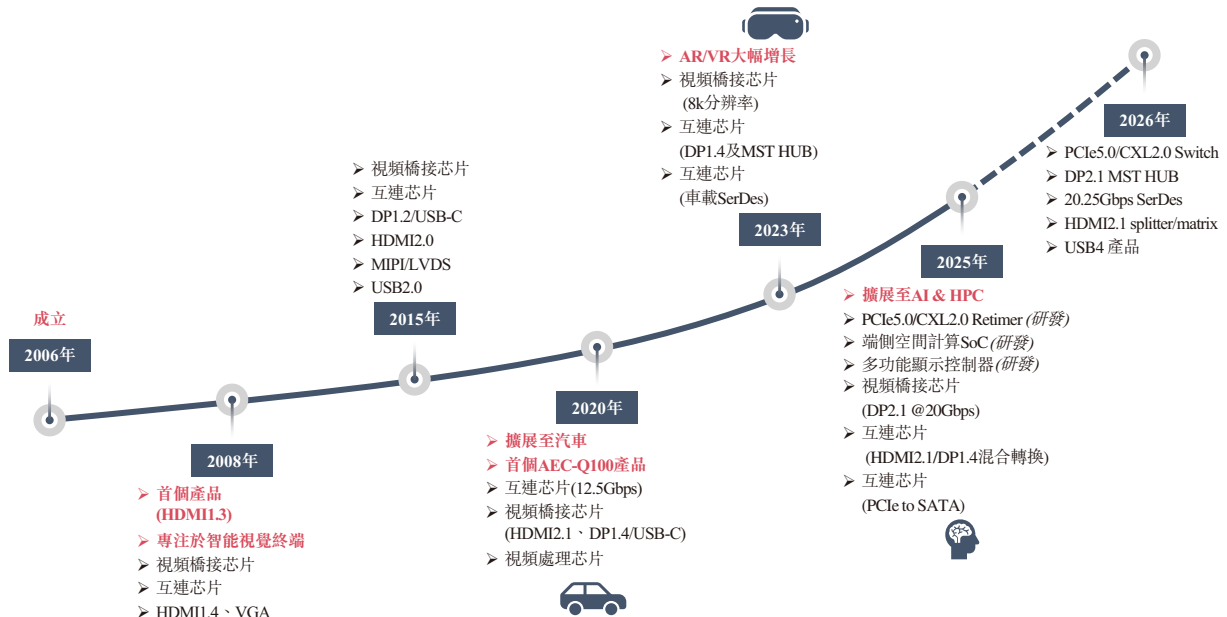 成立
2006年
2008年
➢ 首個產品
(HDMI1.3)
➢ 專注於智能視覺終端
➢ 視頻橋接芯片
➢ 互連芯片
➢ HDMI1.4、VGA
➢ 視頻橋接芯片
➢ 互連芯片
➢ DP1.2/USB-C
➢ HDMI2.0
➢ MIPI/LVDS
➢ USB2.0
2015年
2020年
➢ 擴展至汽車
➢ 首個AEC-Q100產品
➢ 互連芯片(12.5Gbps)
➢ 視頻橋接芯片
(HDMI2.1、DP1.4/USB-C)
➢ 視頻處理芯片
➢ AR/VR大幅增長
➢ 視頻橋接芯片
(8k分辨率)
➢ 互連芯片
(DP1.4及MST HUB)
➢ 互連芯片
(車載SerDes)
2023年
2025年
➢ 擴展至AI & HPC
➢ PCIe5.0/CXL2.0 Retimer (研發)
➢ 端側空間計算SoC(研發)
➢ 多功能顯示控制器(研發)
➢ 視頻橋接芯片
(DP2.1 @20Gbps)
➢ 互連芯片
(HDMI2.1/DP1.4混合轉換)
➢ 互連芯片
(PCIe to SATA)
2026年
➢ PCIe5.0/CXL2.0 Switch
➢ DP2.1 MST HUB
➢ 20.25Gbps SerDes
➢ HDMI2.1 splitter/matrix
➢ USB4 產品